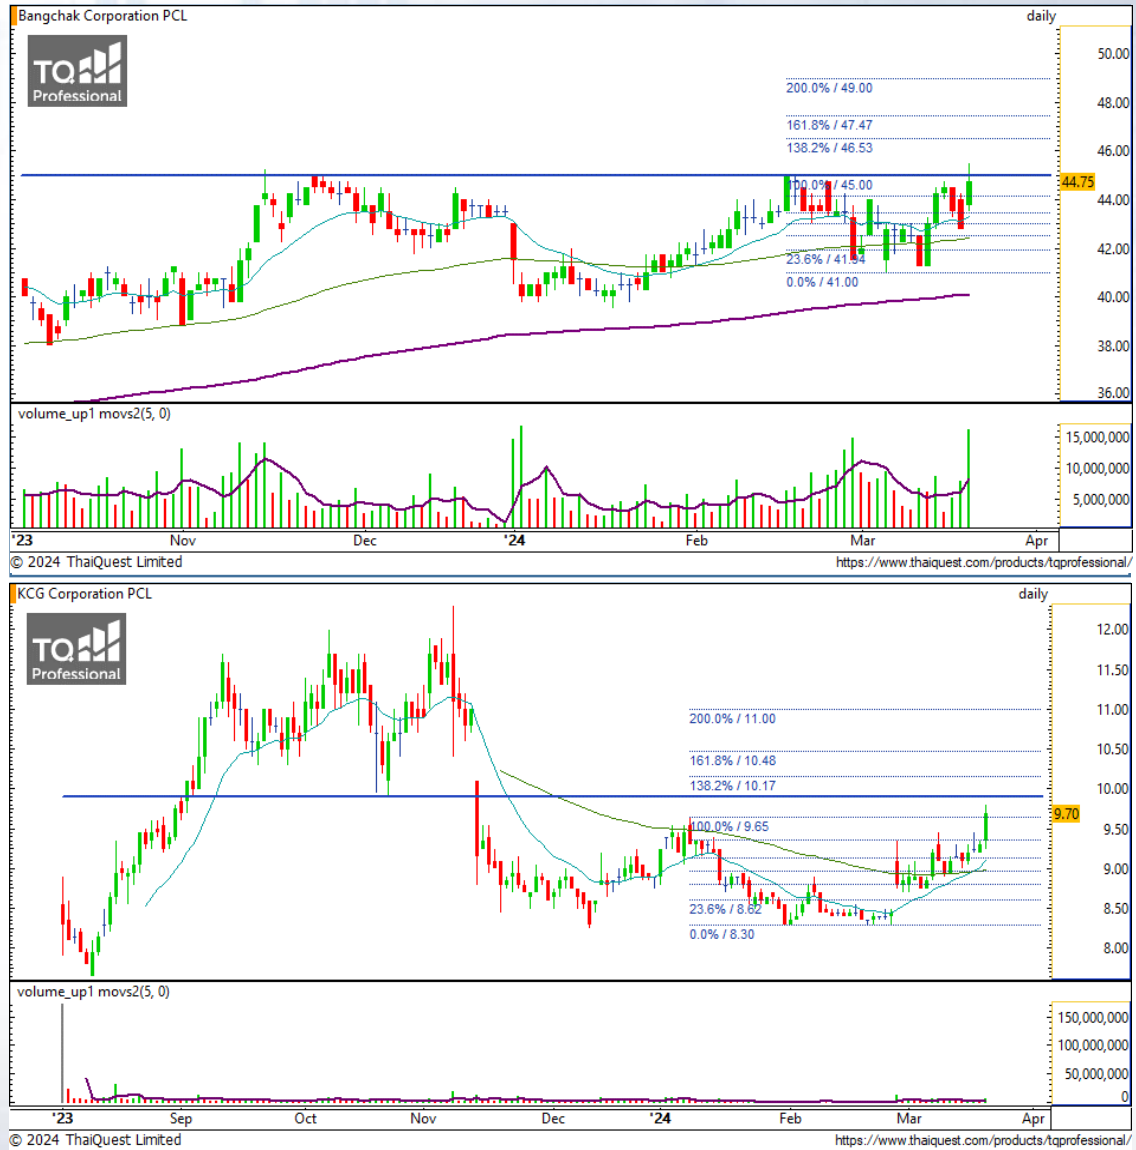 Bangchak Corporation PCL
daily
TQ
Professional
50.00
48.00
46.00
44.75
44.00
42.00
40.00
38.00
36.00
200.0% / 49.00
161.8% / 47.47
138.2% / 46.53
100.0% / 45.00
23.6% / 41.94
0.0% / 41.00
volume_up1 movs2(5, 0)
15,000,000
10,000,000
5,000,000
'23 Nov Dec '24 Feb Mar Apr
© 2024 ThaiQuest Limited
https://www.thaiquest.com/products/tqprofessional/
KCG Corporation PCL
daily
TQ
Professional
12.00
11.50
11.00
10.50
10.00
9.70
9.50
9.00
8.50
8.00
200.0% / 11.00
161.8% / 10.48
138.2% / 10.17
100.0% / 9.65
23.6% / 8.62
0.0% / 8.30
volume_up1 movs2(5, 0)
150,000,000
100,000,000
50,000,000
0
'23 Sep Oct Nov Dec '24 Feb Mar Apr
© 2024 ThaiQuest Limited
https://www.thaiquest.com/products/tqprofessional/